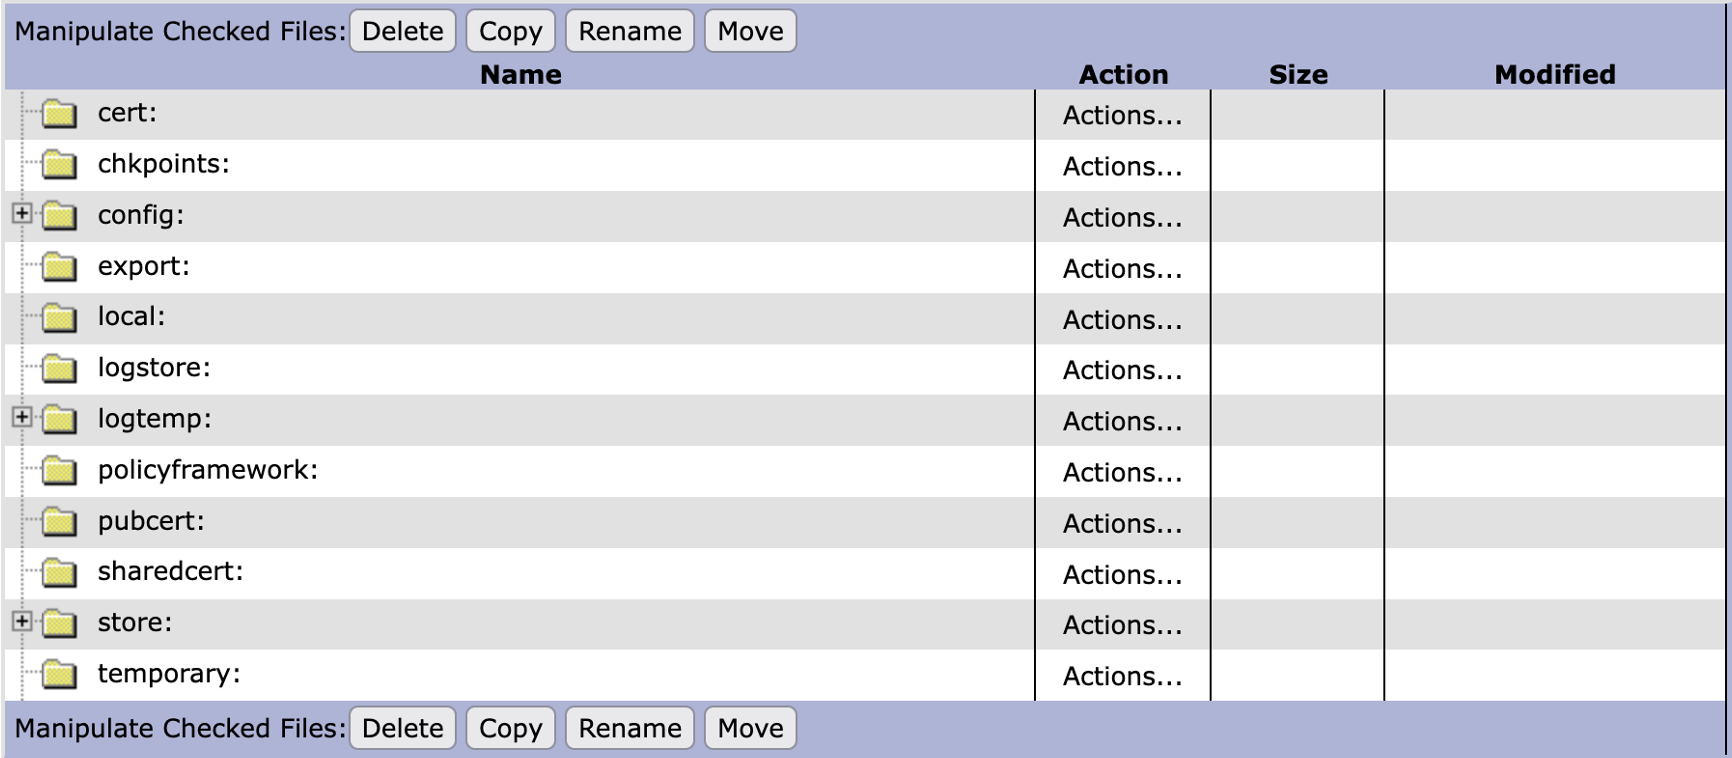 Manipulate Checked Files: Delete Copy Rename Move
Name Action Size Modified
cert: Actions...
chkpoints: Actions...
config: Actions...
export: Actions...
local: Actions...
logstore: Actions...
logtemp: Actions...
policyframework: Actions...
pubcert: Actions...
sharedcert: Actions...
store: Actions...
temporary: Actions...
Manipulate Checked Files: Delete Copy Rename Move